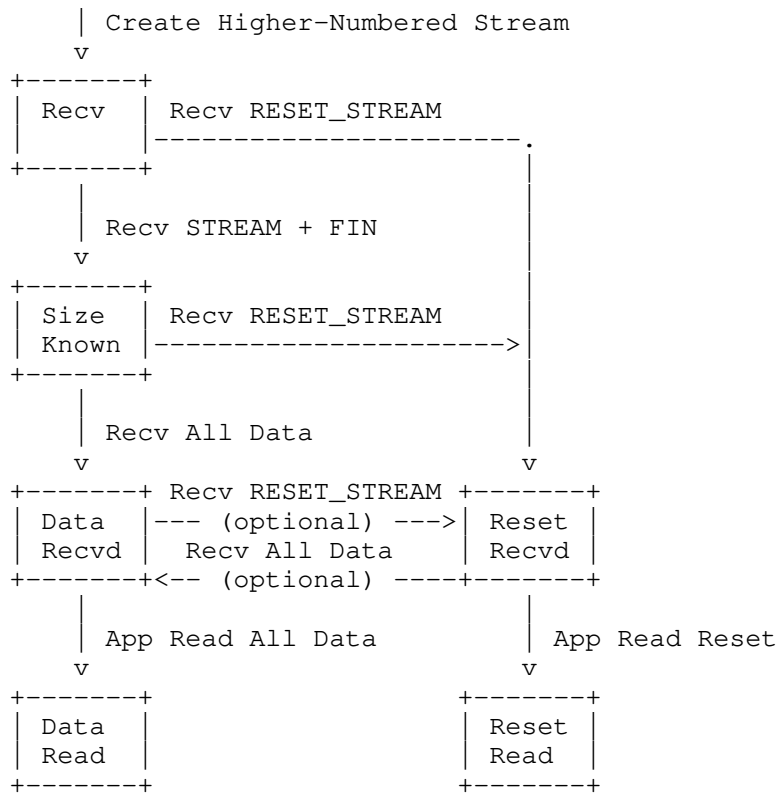 Create Higher-Numbered Stream
Recv Recv RESET_STREAM
Recv STREAM + FIN
Size Recv RESET_STREAM
Known
Recv All Data
Recv RESET_STREAM
Data (optional) Reset
Recvd Recv All Data Recvd
(optional)
App Read All Data App Read Reset
Data Reset
Read Read